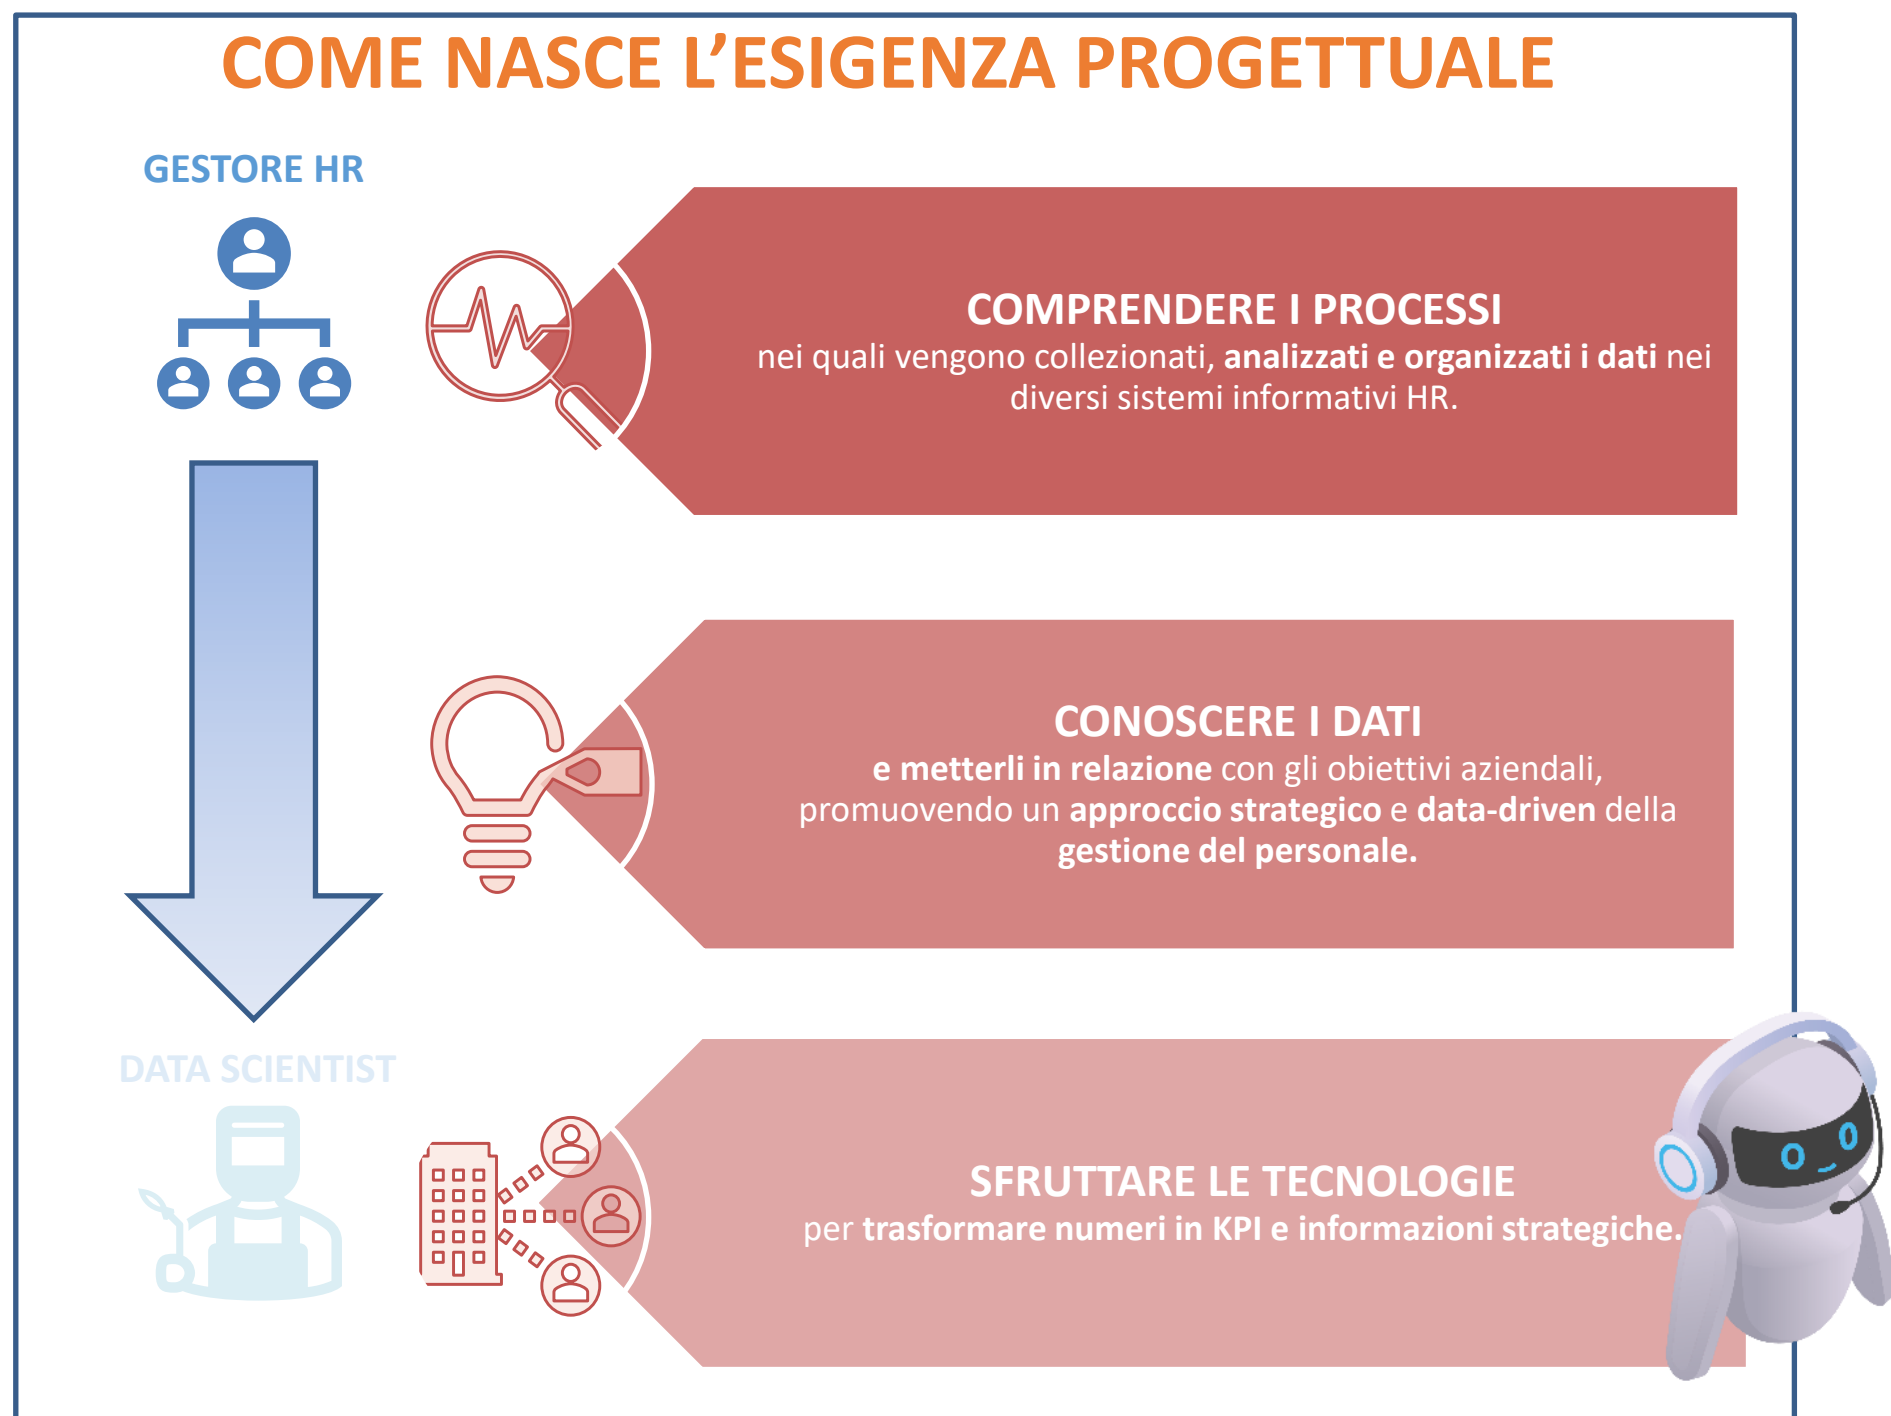 COME NASCE L’ESIGENZA PROGETTUALE
GESTORE HR
COMPRENDERE I PROCESSI
nei quali vengono collezionati, analizzati e organizzati i dati nei
diversi sistemi informativi HR.
CONOSCERE I DATI
e metterli in relazione con gli obiettivi aziendali,
promuovendo un approccio strategico e data-driven della
gestione del personale.
DATA SCIENTIST
SFRUTTARE LE TECNOLOGIE
per trasformare numeri in KPI e informazioni strategiche.